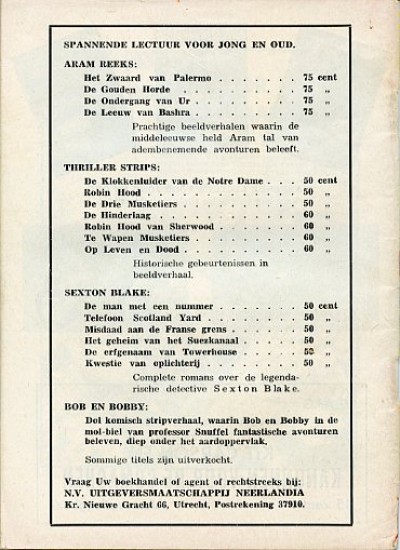 SPANNENDE LECTUUR VOOR JONG EN OUD.
ARAM REEKS:
Het Zwaard van Palermo . . . . . . . 75 cent
De Gouden Horde . . . . . . . . . . 75 „
De Ondergang van Ur . . . . . . . . 75 „
De Leeuw van Bashra . . . . . . . . 75 „
Prachtige beeldverhalen waarin de
middeleeuwse held Aram tal van
adembenemende avonturen beleeft.
THRILLER STRIPS:
De Klokkenluider van de Notre Dame . . . 50 cent
Robin Hood . . . . . . . . . . . 50 „
De Drie Musketiers . . . . . . . . . 50 „
De Hinderlaag . . . . . . . . . . . 60 „
Robin Hood van Sherwood . . . . . . . 60 „
Te Wapen Musketiers . . . . . . . . 60 „
Op Leven en Dood . . . . . . . . . . 60 „
Historische gebeurtenissen in
beeldverhaal.
SEXTON BLAKE:
De man met een nummer . . . . . . . 50 cent
Telefoon Scotland Yard . . . . . . . . 50 „
Misdaad aan de Franse grens . . . . . . 50 „
Het geheim van het Suezkanaal . . . . . 50 „
De erfgenaam van Towerhouse . . . . . 50 „
Kwestie van oplichterij . . . . . . . . 50 „
Complete romans over de legenda-
rische detective Sexton Blake.
BOB EN BOBBY:
Dol komisch stripverhaal, waarin Bob en Bobby in de
mol-biel van professor Snuffel fantastische avonturen
beleven, diep onder het aardoppervlak.
Sommige titels zijn uitverkocht.
Vraag Uw boekhandel of agent of rechtstreeks bij:
N.V. UITGEVERSMAATSCHAPPIJ NEERLANDIA
Kr. Nieuwe Gracht 66, Utrecht, Postrekening 37910.